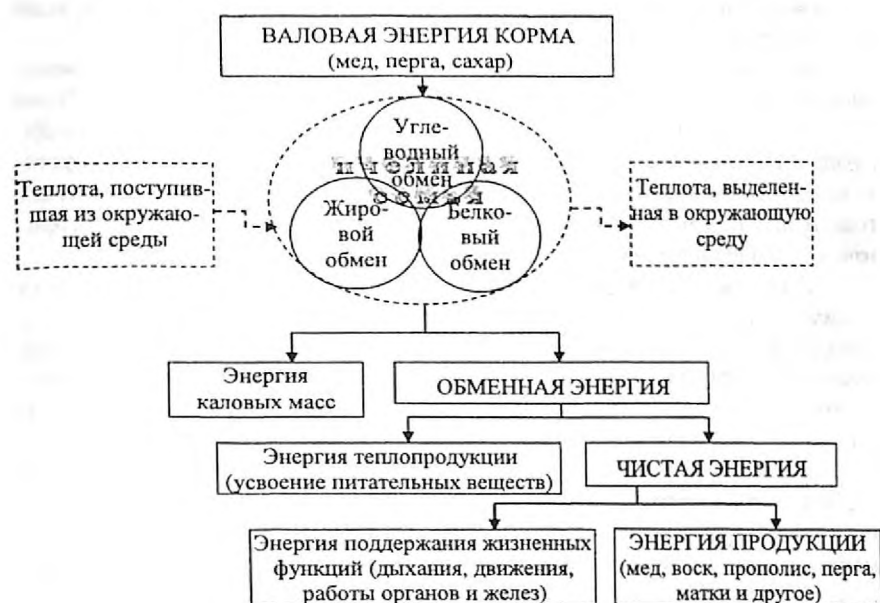 ВАЛОВАЯ ЭНЕРГИЯ КОРМА
(мед, перга, сахар)
Угле-
водный
обмен
пчелиная
семья
Жиро-
вой
обмен
Белко-
вый
обмен
Теплота, поступив-
шая из окружаю-
щей среды
Теплота, выделен-
ная в окружающую
среду
Энергия
каловых масс
ОБМЕННАЯ ЭНЕРГИЯ
Энергия теплопродукции
(усвоение питательных веществ)
ЧИСТАЯ ЭНЕРГИЯ
Энергия поддержания жизненных
функций (дыхания, движения,
работы органов и желез)
ЭНЕРГИЯ ПРОДУКЦИИ
(мед, воск, прополис, перга,
матки и другое)